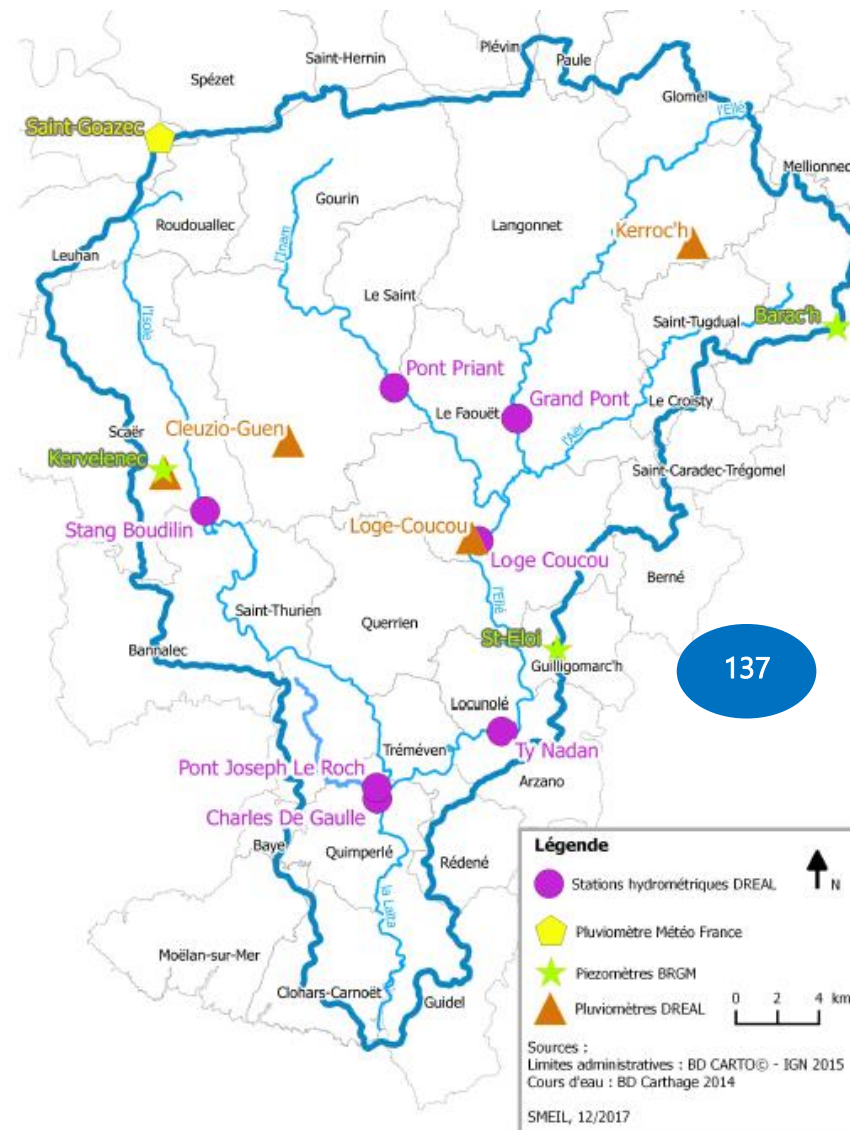 Plévin
Saint-Hernin
Paule
Spézet
Glomel
l'Ellé
Saint-Goazec
Mellionnec
Gourin
Roudouallec
Langonnet
Kerroc'h
l'Inam
Leuhan
Le Saint
l'Isole
Saint-Tugdual
Barac'h
Pont Priant
Grand Pont
Le Croisty
Le Faouët
Cleuzio-Guen
Scaër
l'Aër
Kervelenec
Saint-Caradec-Trégomel
Stang Boudilin
Loge-Coucou
Loge Coucou
Berné
l'Ellé
Saint-Thurien
Querrien
St-Eloi
Bannalec
Guilligomarc'h
137
Locunolé
Tréméven
Ty Nadan
Pont Joseph Le Roch
Arzano
Charles De Gaulle
Baye
Quimperlé
Rédené
la Laïta
Moëlan-sur-Mer
Clohars-Carnoët
Guidel
Légende
N
Stations hydrométriques DREAL
Pluviomètre Météo France
Piezomètres BRGM
Pluviomètres DREAL
0 2 4 km
Sources :
Limites administratives : BD CARTO© - IGN 2015
Cours d'eau : BD Carthage 2014
SMEIL, 12/2017